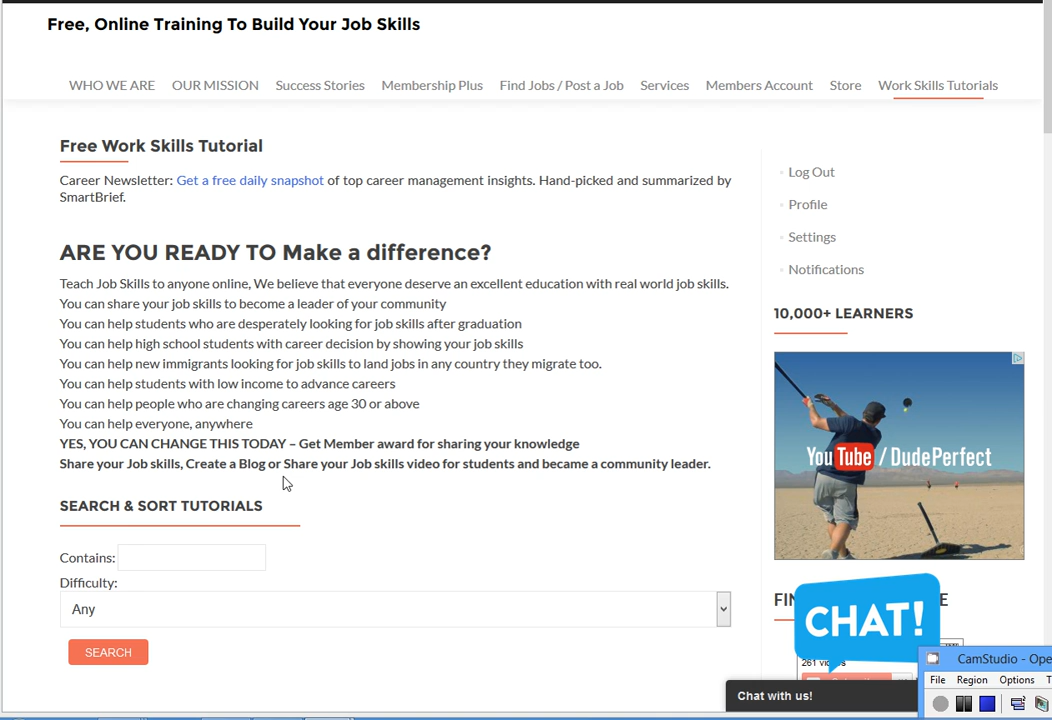 Free, Online Training To Build Your Job Skills
WHO WE ARE OUR MISSION Success Stories Membership Plus Find Jobs / Post a Job Services Members Account Store Work Skills Tutorials
Free Work Skills Tutorial
Career Newsletter: Get a free daily snapshot of top career management insights. Hand-picked and summarized by
SmartBrief.
ARE YOU READY TO Make a difference?
Teach Job Skills to anyone online, We believe that everyone deserve an excellent education with real world job skills.
You can share your job skills to become a leader of your community
You can help students who are desperately looking for job skills after graduation
You can help high school students with career decision by showing your job skills
You can help new immigrants looking for job skills to land jobs in any country they migrate too.
You can help students with low income to advance careers
You can help people who are changing careers age 30 or above
You can help everyone, anywhere
YES, YOU CAN CHANGE THIS TODAY – Get Member award for sharing your knowledge
Share your Job skills, Create a Blog or Share your Job skills video for students and became a community leader.
SEARCH & SORT TUTORIALS
Contains:
Difficulty:
Any
SEARCH
Log Out
Profile
Settings
Notifications
10,000+ LEARNERS
YouTube / DudePerfect
CHAT!
261 videos
Chat with us!
CamStudio - Ope
File Region Options T